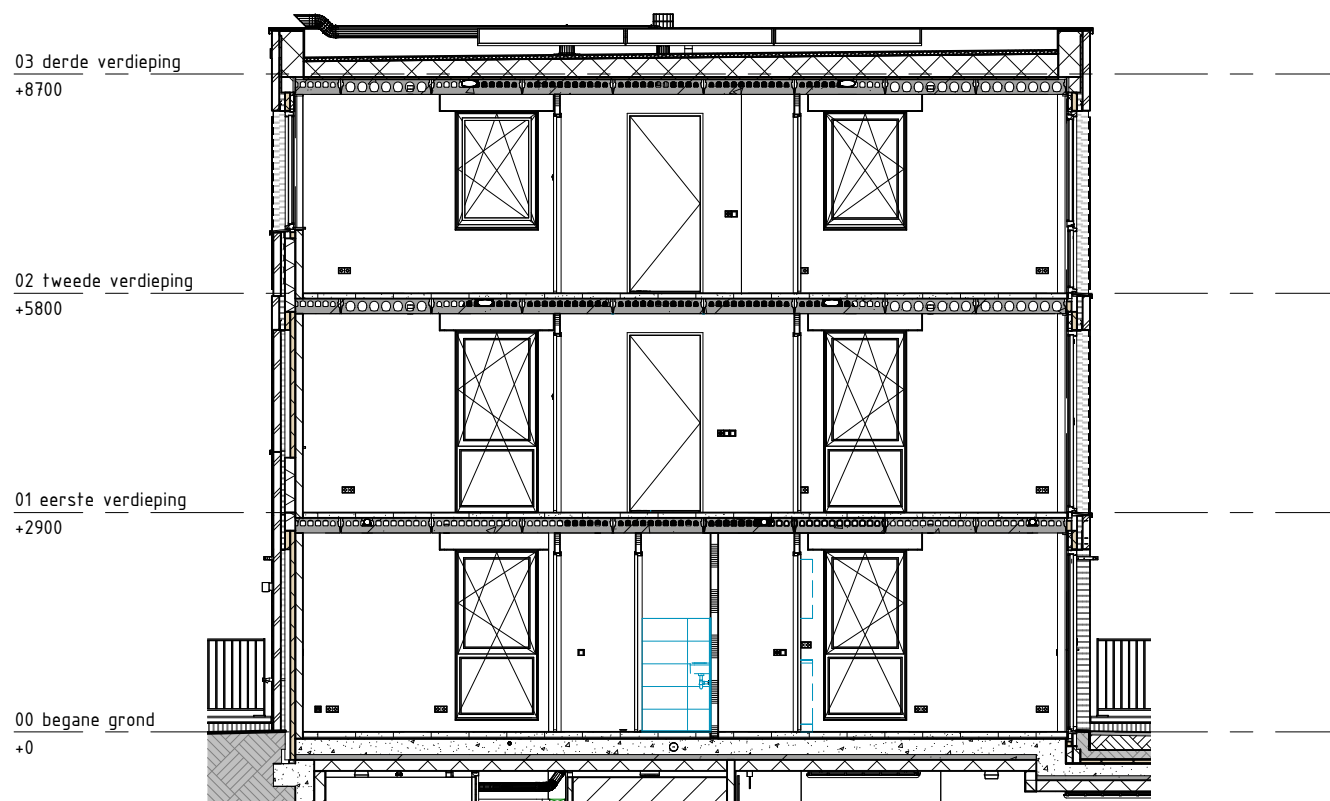 03 derde verdieping
+8700
02 tweede verdieping
+5800
01 eerste verdieping
+2900
00 begane grond
+0